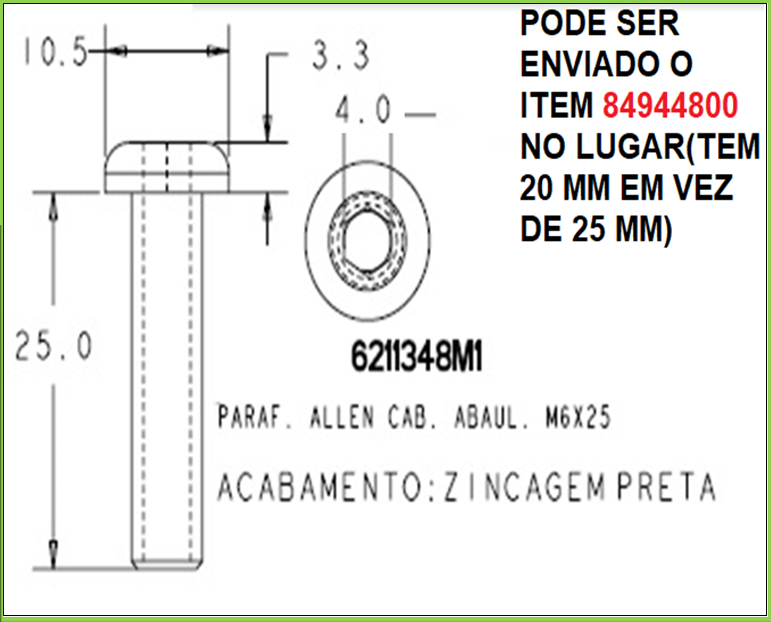 PODE SER
ENVIADO O
ITEM 84944800
NO LUGAR(TEM
20 MM EM VEZ
DE 25 MM)
10.5
3.3
4.0
25.0
6211348M1
PARAF. ALLEN CAB. ABAUL. M6X25
ACABAMENTO:ZINCAGEM PRETA